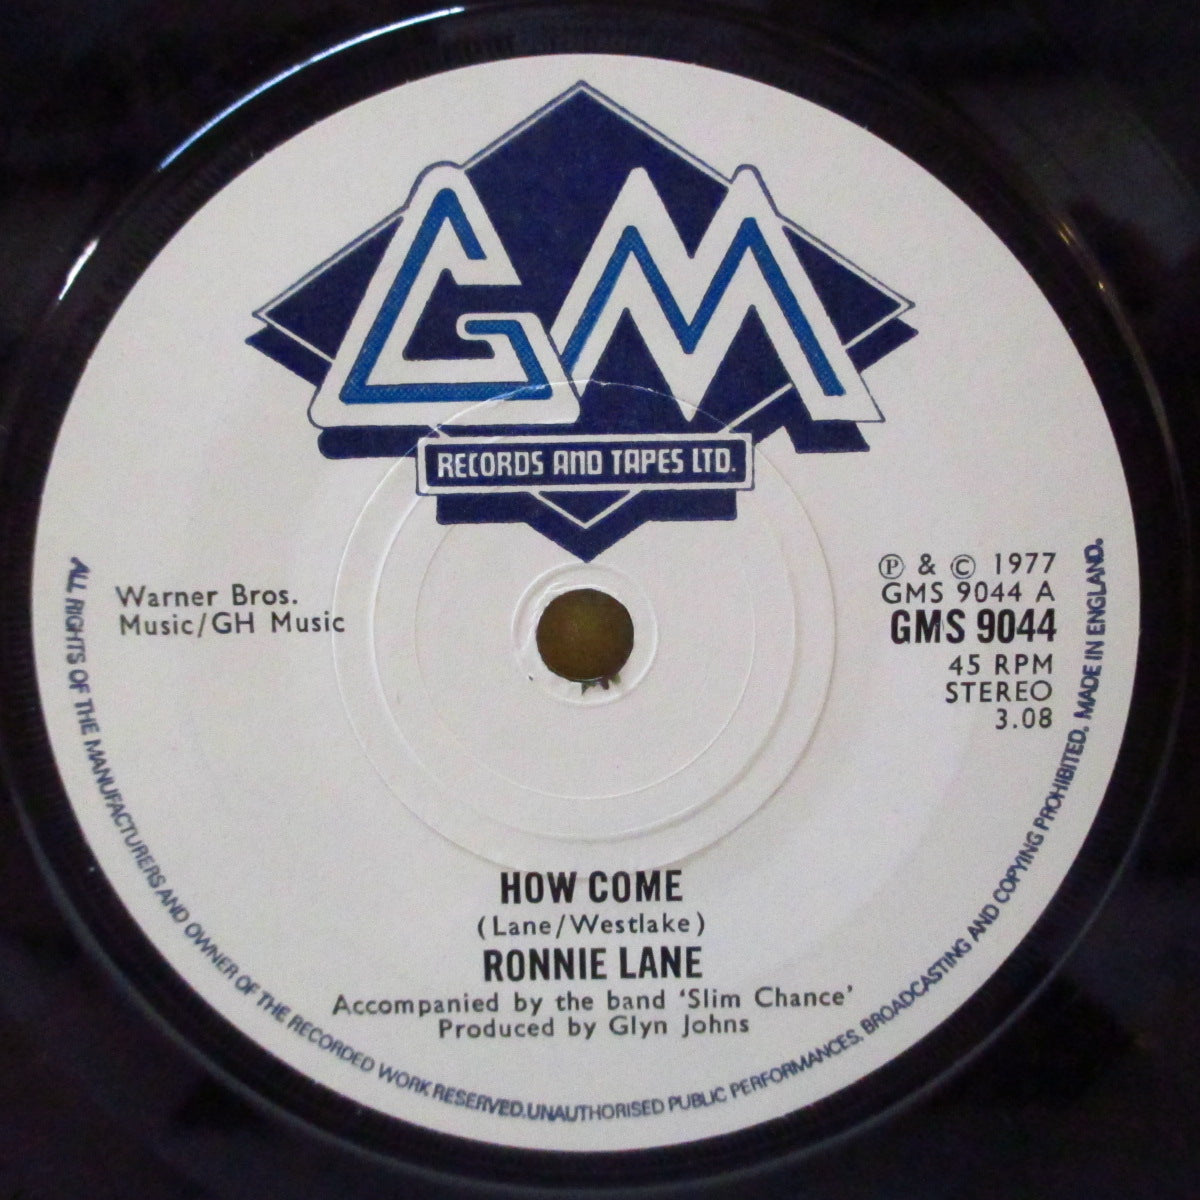 GM
RECORDS AND TAPES LTD.
Warner Bros.
Music/GH Music
Ⓟ & © 1977
GMS 9044 A
GMS 9044
45 RPM
STEREO
3.08
HOW COME
(Lane/Westlake)
RONNIE LANE
Accompanied by the band ‘Slim Chance’
Produced by Glyn Johns
ALL RIGHTS OF THE MANUFACTURERS AND OWNER OF THE RECORDED WORK RESERVED. UNAUTHORISED PUBLIC PERFORMANCES, BROADCASTING AND COPYING PROHIBITED. MADE IN ENGLAND.